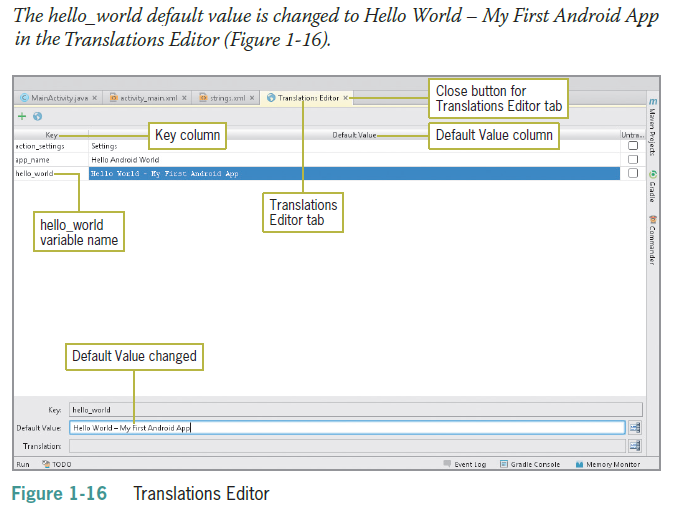 The hello_world default value is changed to Hello World – My First Android App
in the Translations Editor (Figure 1-16).
MainActivity.java × activity_main.xml × strings.xml × Translations Editor ×
Close button for
Translations Editor tab
Key
Key column
Default Value
Default Value column
Untra...
action_settings Settings
app_name Hello Android World
hello_world Hello World - My First Android App
hello_world
variable name
Translations
Editor tab
m Maven Projects
Gradle
Commander
Default Value changed
Key: hello_world
Default Value: Hello World – My First Android App
Translation:
Run TODO Event Log Gradle Console Memory Monitor
Figure 1-16 Translations Editor